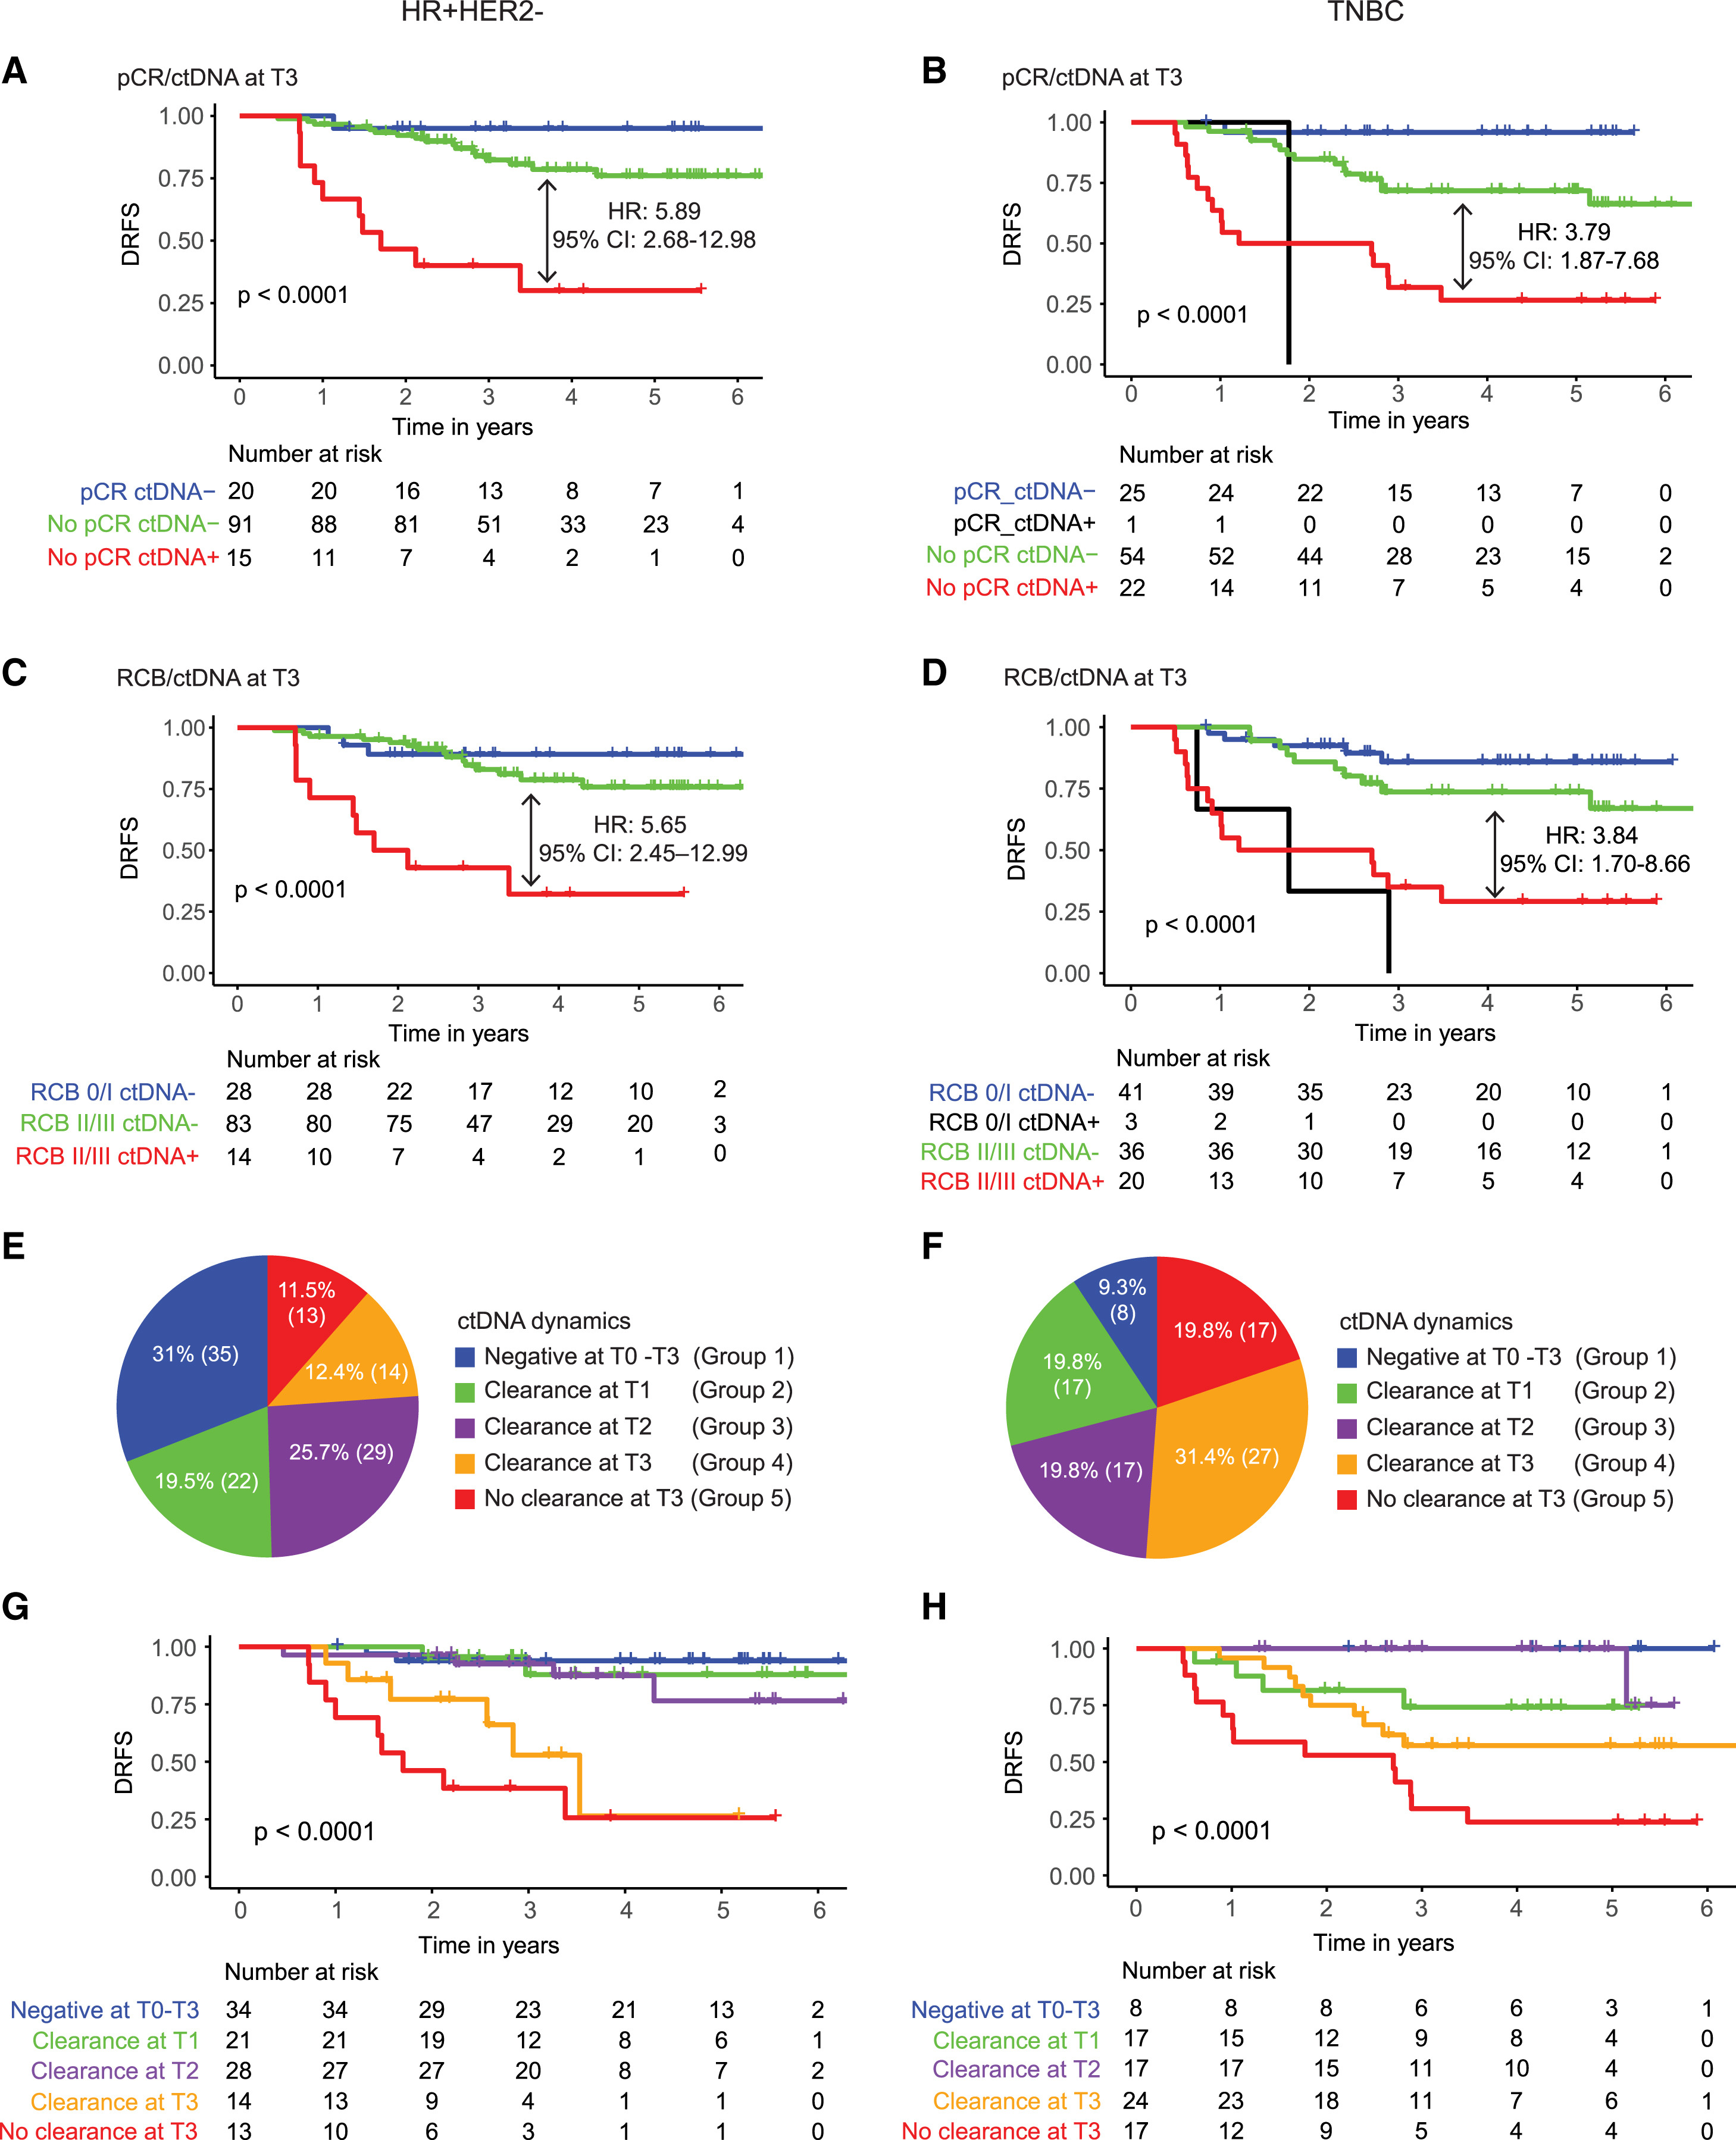 HR+HER2-
TNBC
A
pCR/ctDNA at T3
DRFS
1.00
0.75
0.50
0.25
0.00
HR: 5.89
95% CI: 2.68-12.98
p < 0.0001
0 1 2 3 4 5 6
Time in years
Number at risk
pCR ctDNA− 20 20 16 13 8 7 1
No pCR ctDNA− 91 88 81 51 33 23 4
No pCR ctDNA+ 15 11 7 4 2 1 0
B
pCR/ctDNA at T3
DRFS
1.00
0.75
0.50
0.25
0.00
HR: 3.79
95% CI: 1.87-7.68
p < 0.0001
0 1 2 3 4 5 6
Time in years
Number at risk
pCR_ctDNA− 25 24 22 15 13 7 0
pCR_ctDNA+ 1 1 0 0 0 0 0
No pCR ctDNA− 54 52 44 28 23 15 2
No pCR ctDNA+ 22 14 11 7 5 4 0
C
RCB/ctDNA at T3
DRFS
1.00
0.75
0.50
0.25
0.00
HR: 5.65
95% CI: 2.45–12.99
p < 0.0001
0 1 2 3 4 5 6
Time in years
Number at risk
RCB 0/I ctDNA- 28 28 22 17 12 10 2
RCB II/III ctDNA- 83 80 75 47 29 20 3
RCB II/III ctDNA+ 14 10 7 4 2 1 0
D
RCB/ctDNA at T3
DRFS
1.00
0.75
0.50
0.25
0.00
HR: 3.84
95% CI: 1.70-8.66
p < 0.0001
0 1 2 3 4 5 6
Time in years
Number at risk
RCB 0/I ctDNA- 41 39 35 23 20 10 1
RCB 0/I ctDNA+ 3 2 1 0 0 0 0
RCB II/III ctDNA- 36 36 30 19 16 12 1
RCB II/III ctDNA+ 20 13 10 7 5 4 0
E
11.5%
(13)
31% (35)
12.4% (14)
25.7% (29)
19.5% (22)
ctDNA dynamics
Negative at T0 -T3 (Group 1)
Clearance at T1 (Group 2)
Clearance at T2 (Group 3)
Clearance at T3 (Group 4)
No clearance at T3 (Group 5)
F
9.3%
(8)
19.8% (17)
19.8%
(17)
31.4% (27)
19.8% (17)
ctDNA dynamics
Negative at T0 -T3 (Group 1)
Clearance at T1 (Group 2)
Clearance at T2 (Group 3)
Clearance at T3 (Group 4)
No clearance at T3 (Group 5)
G
DRFS
1.00
0.75
0.50
0.25
0.00
p < 0.0001
0 1 2 3 4 5 6
Time in years
Number at risk
Negative at T0-T3 34 34 29 23 21 13 2
Clearance at T1 21 21 19 12 8 6 1
Clearance at T2 28 27 27 20 8 7 2
Clearance at T3 14 13 9 4 1 1 0
No clearance at T3 13 10 6 3 1 1 0
H
DRFS
1.00
0.75
0.50
0.25
0.00
p < 0.0001
0 1 2 3 4 5 6
Time in years
Number at risk
Negative at T0-T3 8 8 8 6 6 3 1
Clearance at T1 17 15 12 9 8 4 0
Clearance at T2 17 17 15 11 10 4 0
Clearance at T3 24 23 18 11 7 6 1
No clearance at T3 17 12 9 5 4 4 0